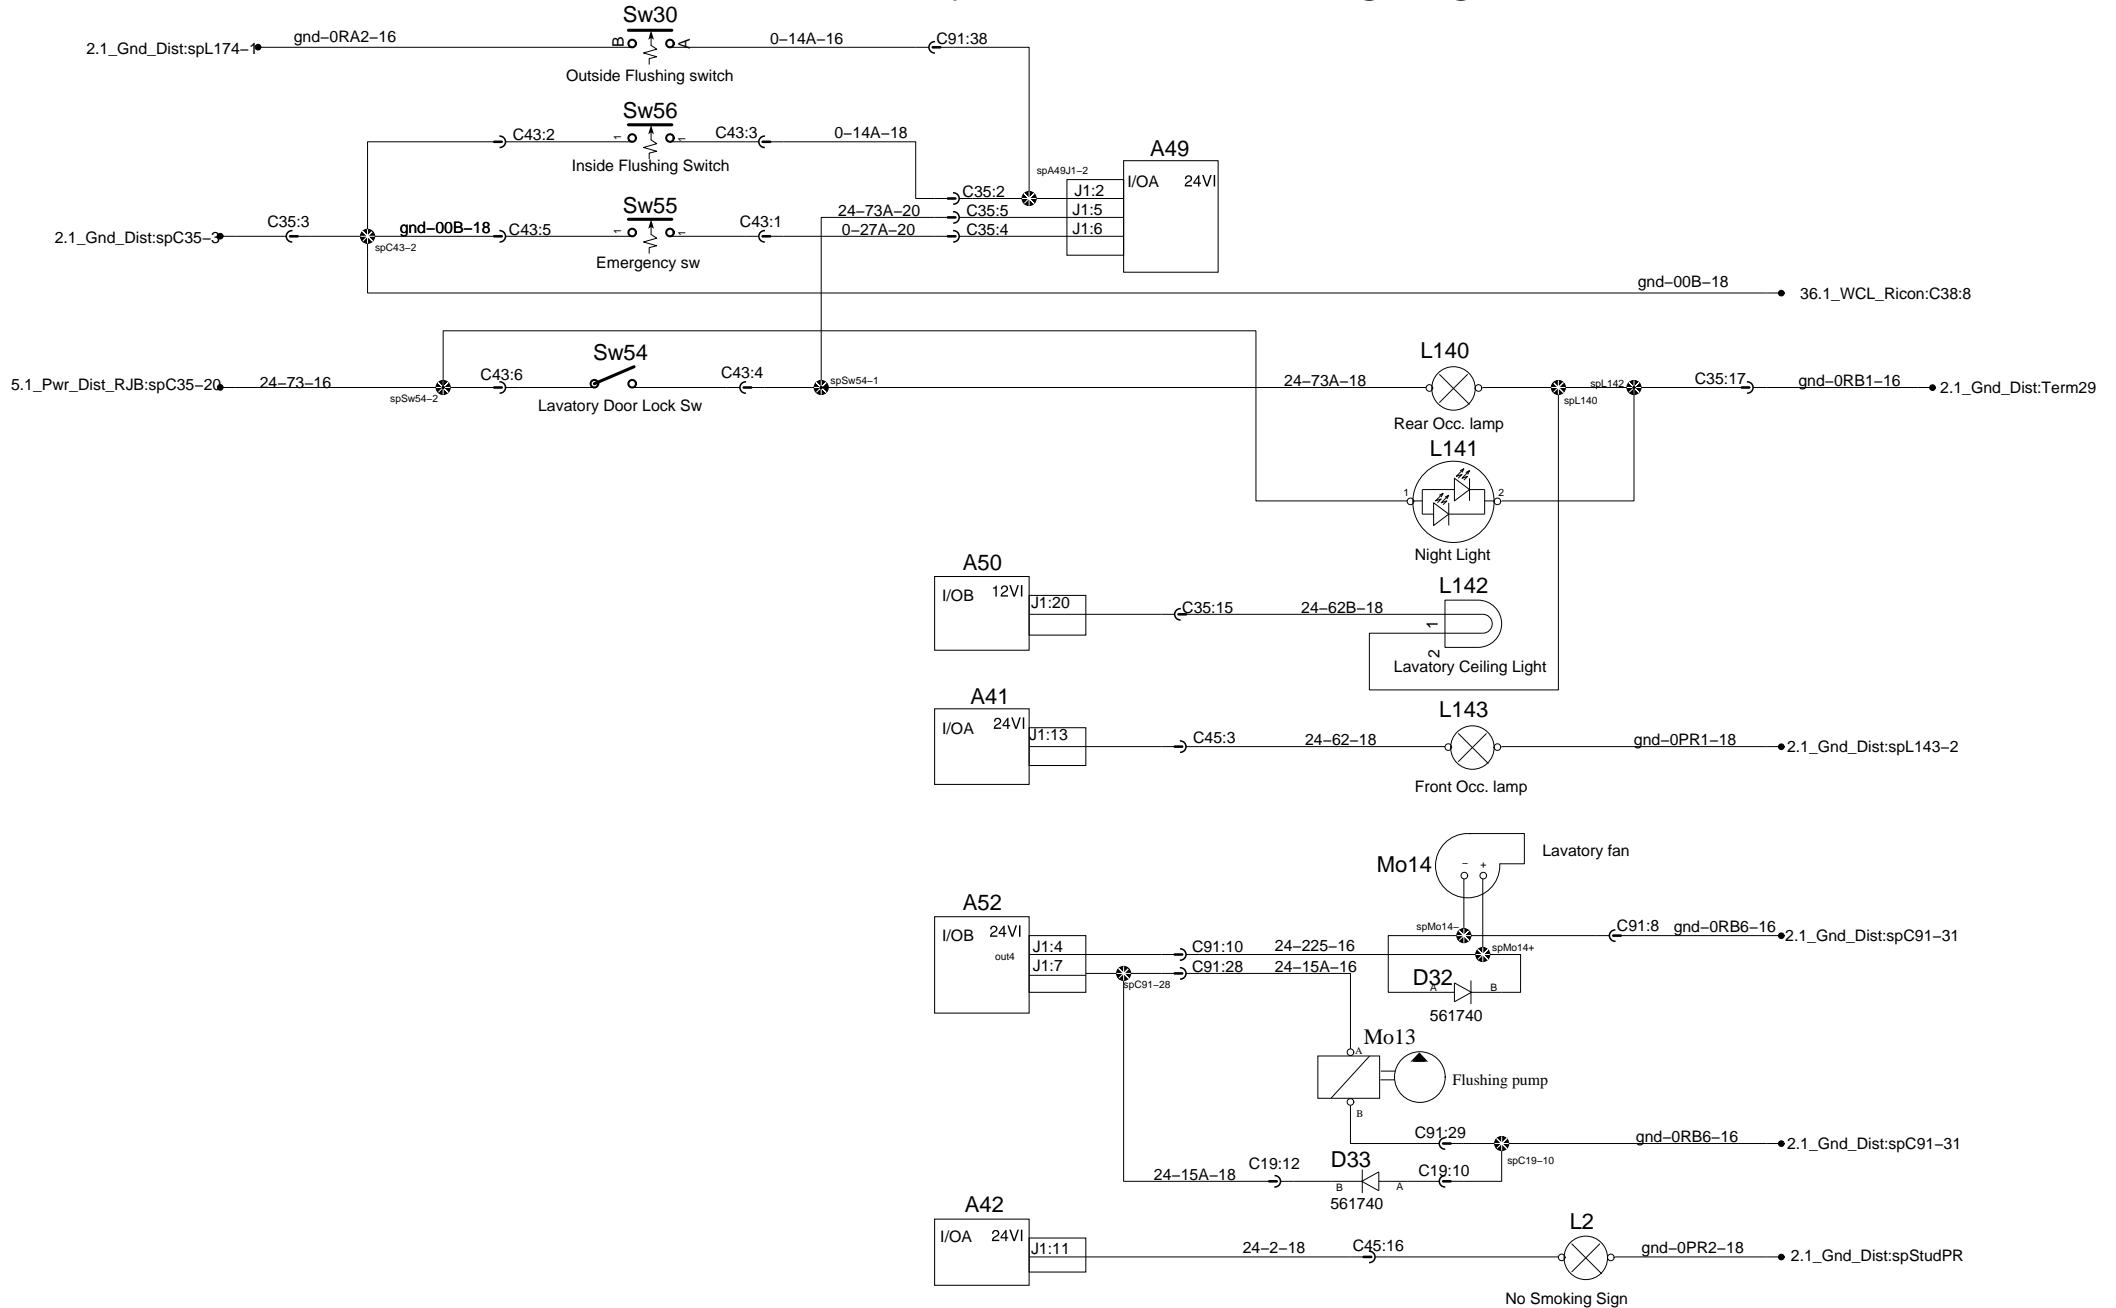 Sw30
2.1_Gnd_Dist:spL174−1
gnd−0RA2−16
B
A
0−14A−16
C91:38
Outside Flushing switch
Sw56
C43:2
1
1
C43:3
0−14A−18
Inside Flushing Switch
A49
spA49J1−2
I/OA
24VI
C35:2
J1:2
Sw55
24−73A−20
C35:5
J1:5
2.1_Gnd_Dist:spC35−3
C35:3
gnd−00B−18
C43:5
1
1
C43:1
0−27A−20
C35:4
J1:6
spC43−2
Emergency sw
gnd−00B−18
36.1_WCL_Ricon:C38:8
Sw54
L140
5.1_Pwr_Dist_RJB:spC35−20
24−73−16
C43:6
C43:4
spSw54−1
24−73A−18
spL142
C35:17
gnd−0RB1−16
2.1_Gnd_Dist:Term29
spSw54−2
Lavatory Door Lock Sw
spL140
Rear Occ. lamp
L141
1
2
Night Light
A50
L142
I/OB
12VI
J1:20
C35:15
24−62B−18
1
2
Lavatory Ceiling Light
A41
L143
I/OA
24VI
J1:13
C45:3
24−62−18
gnd−0PR1−18
2.1_Gnd_Dist:spL143−2
Front Occ. lamp
Mo14
− +
Lavatory fan
A52
I/OB
24VI
out4
J1:4
C91:10
24−225−16
spMo14−
spMo14+
C91:8
gnd−0RB6−16
2.1_Gnd_Dist:spC91−31
J1:7
spC91−28
C91:28
24−15A−16
D32
A
B
561740
Mo13
A
Flushing pump
B
C91:29
gnd−0RB6−16
2.1_Gnd_Dist:spC91−31
spC19−10
24−15A−18
C19:12
D33
B
A
C19:10
561740
A42
L2
I/OA
24VI
J1:11
24−2−18
C45:16
gnd−0PR2−18
2.1_Gnd_Dist:spStudPR
No Smoking Sign